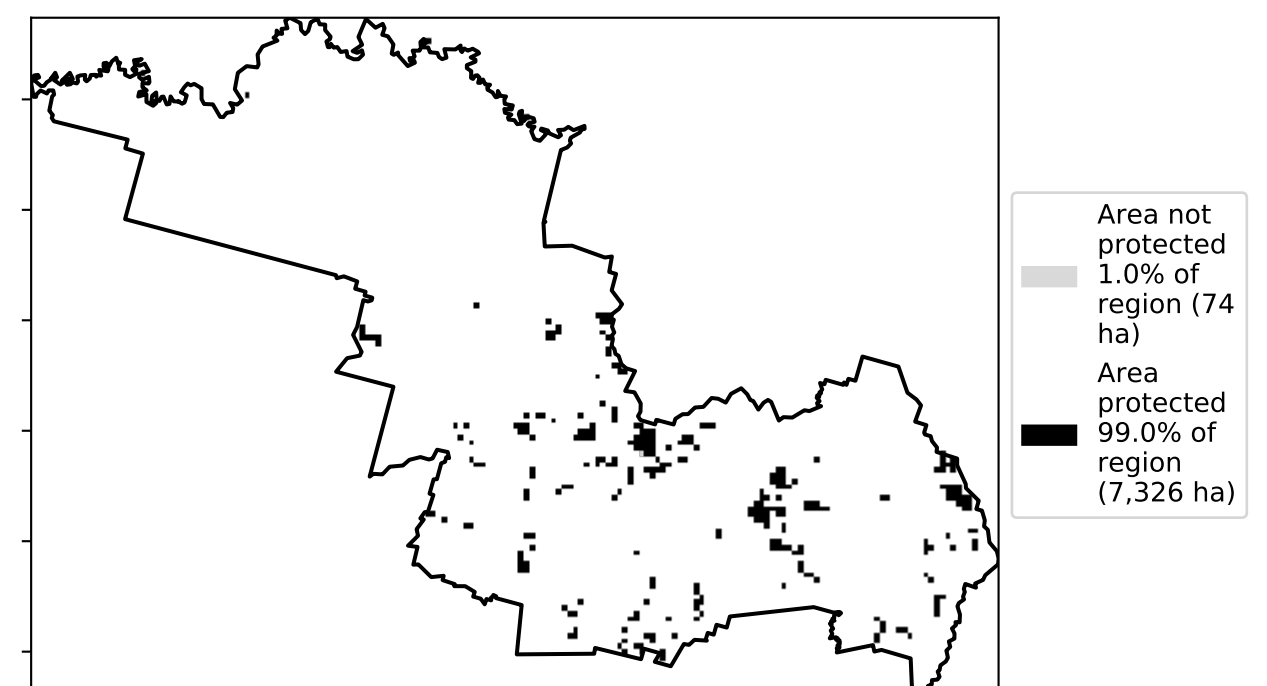 Area not
protected
1.0% of
region (74
ha)
Area
protected
99.0% of
region
(7,326 ha)